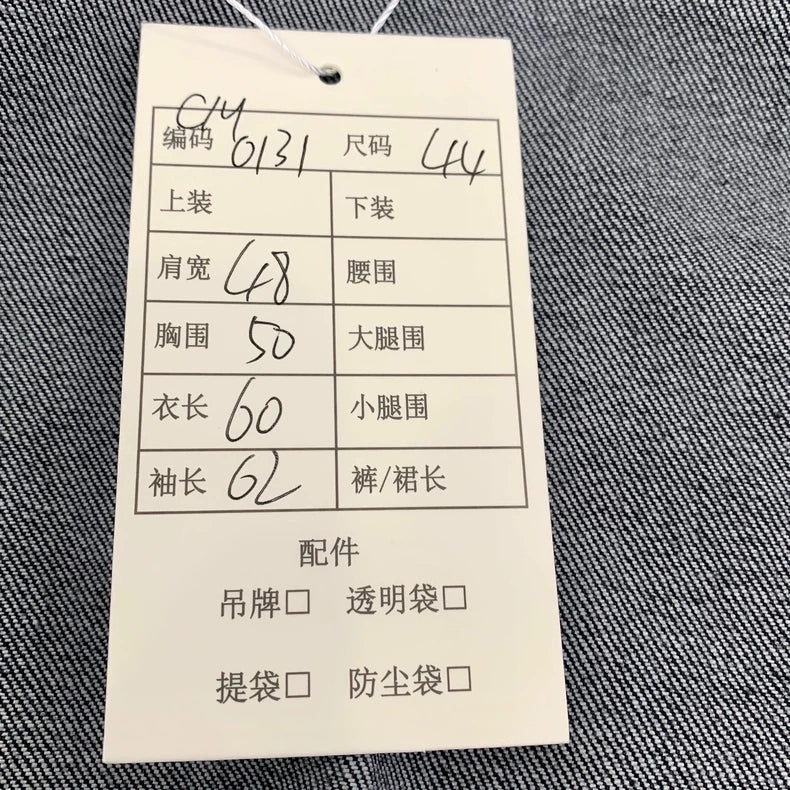 C14
编码 0131 尺码 44
上装 下装
肩宽 48 腰围
胸围 50 大腿围
衣长 60 小腿围
袖长 62 裤/裙长
配件
吊牌□ 透明袋□
提袋□ 防尘袋□